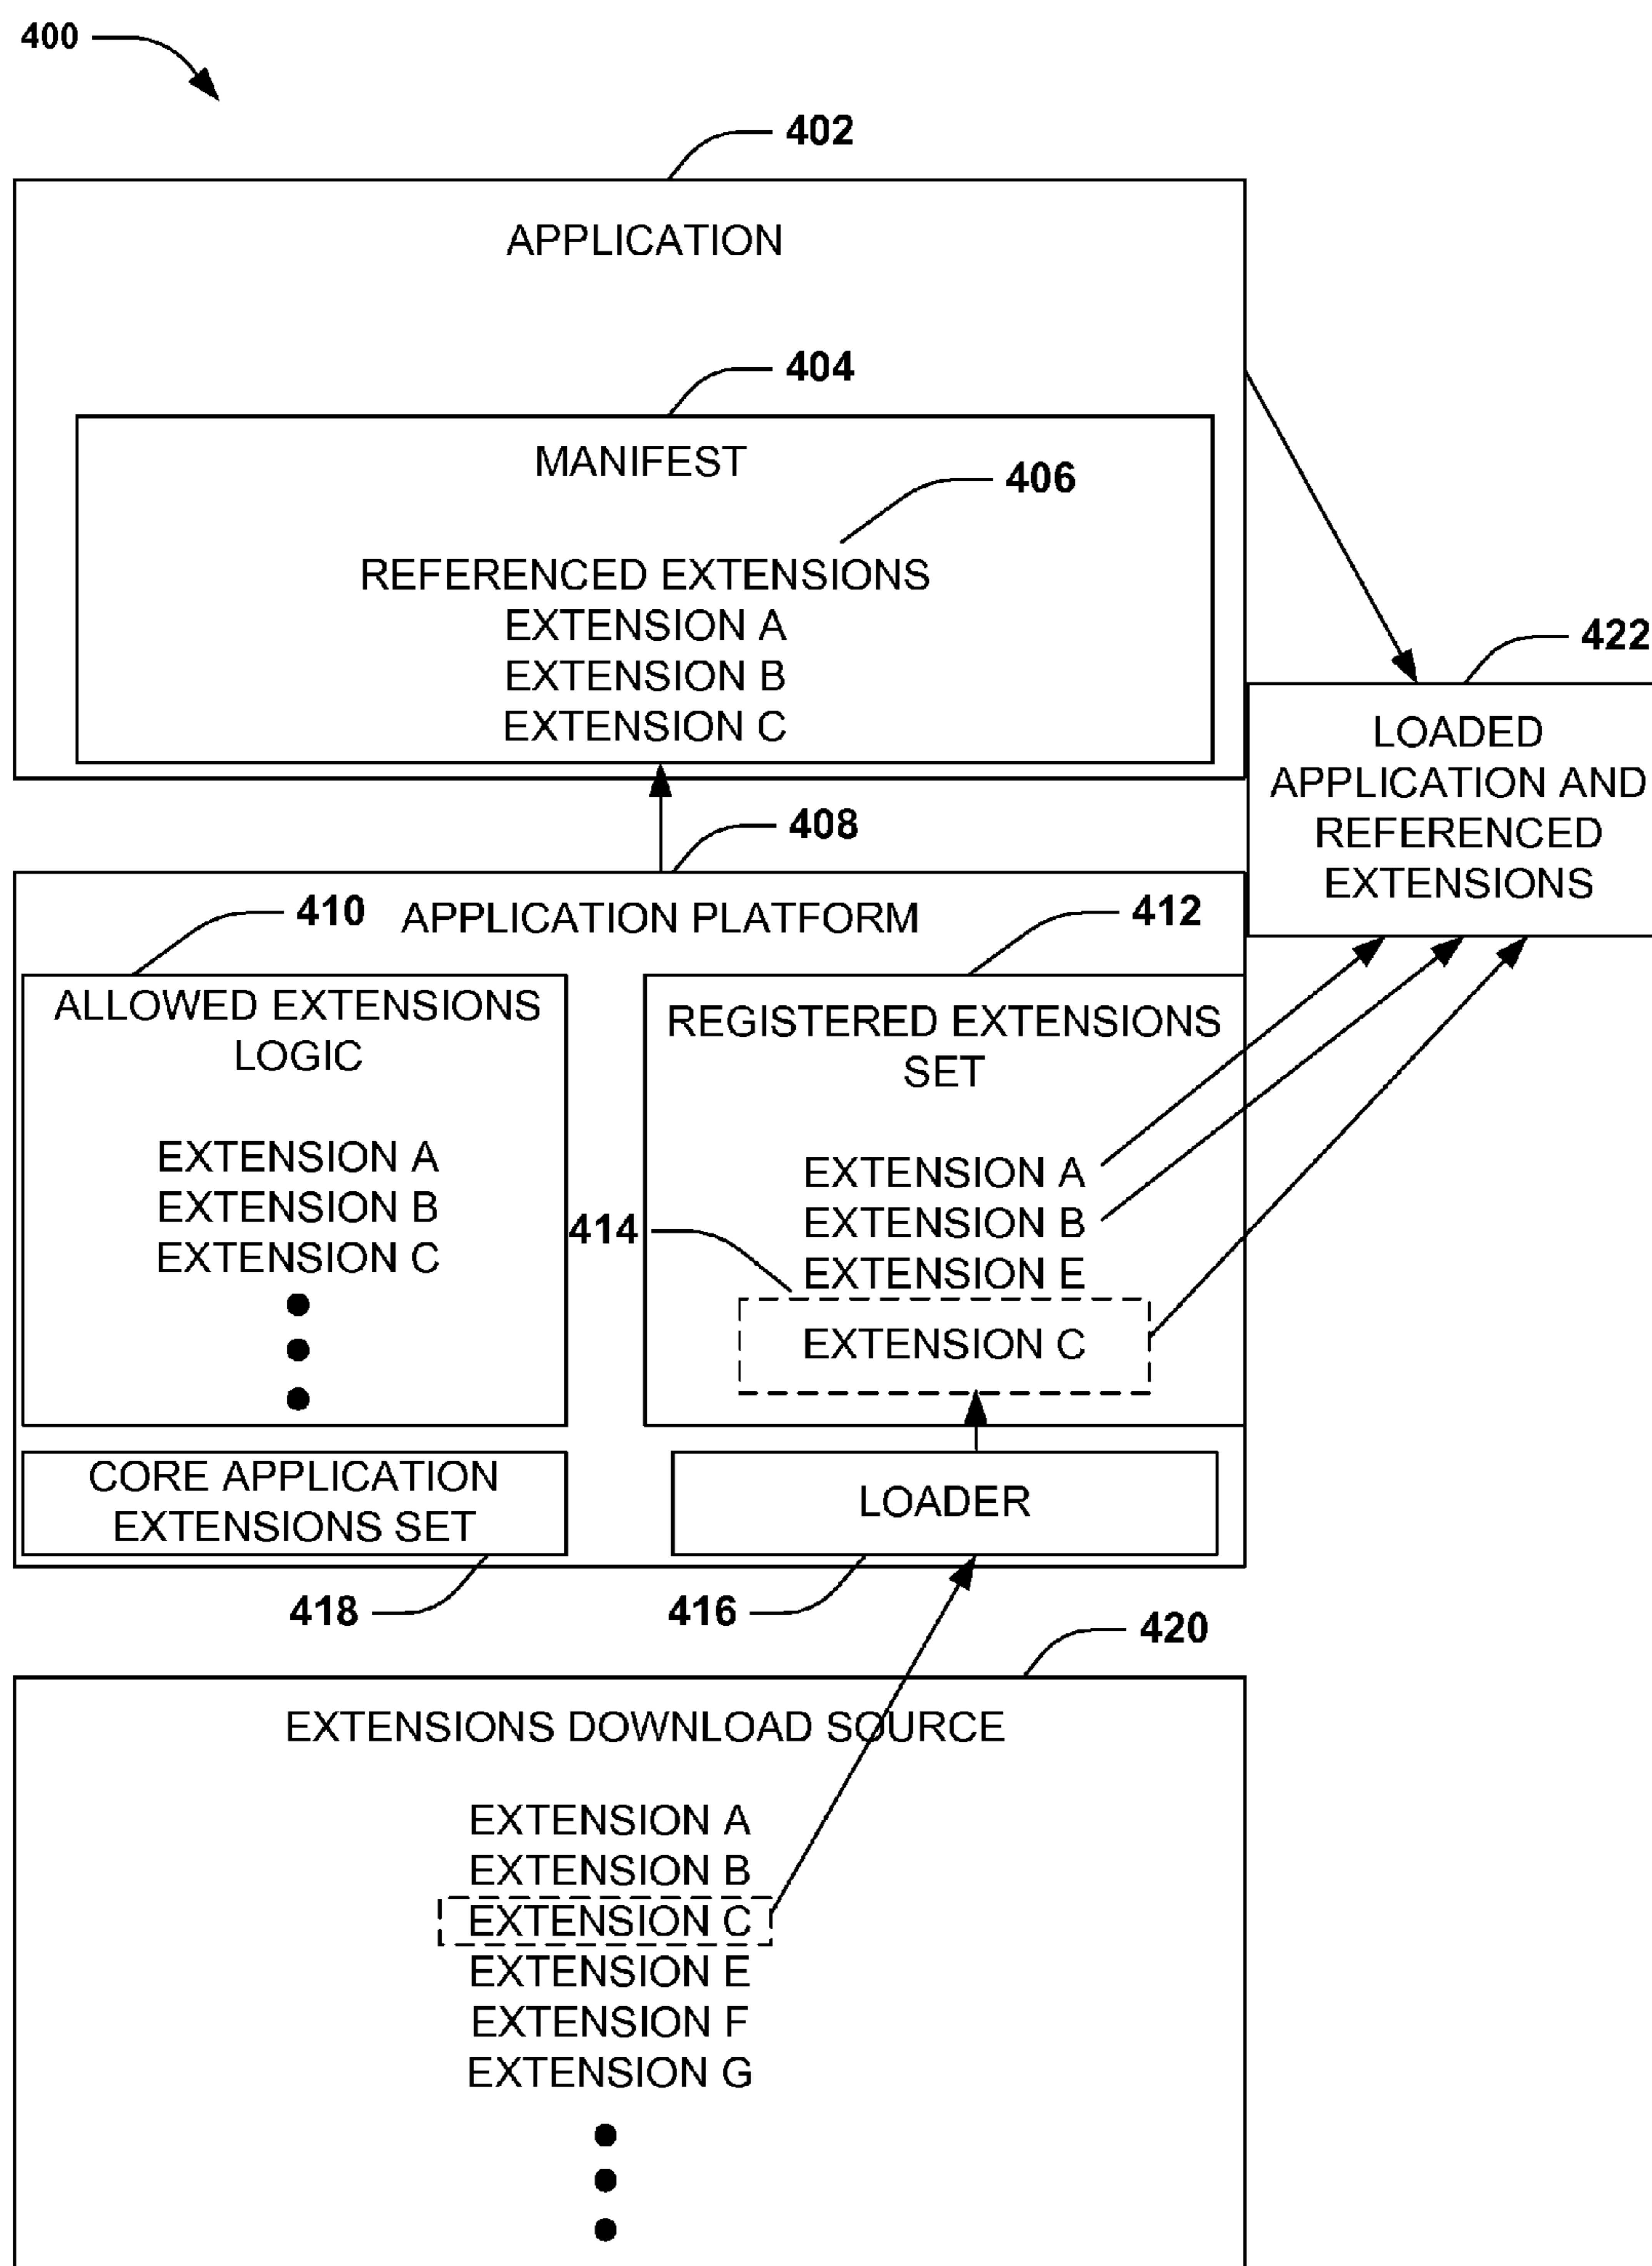 400
402
APPLICATION
404
MANIFEST
406
REFERENCED EXTENSIONS
EXTENSION A
EXTENSION B
EXTENSION C
422
LOADED
APPLICATION AND
REFERENCED
EXTENSIONS
408
APPLICATION PLATFORM
410
ALLOWED EXTENSIONS
LOGIC
EXTENSION A
EXTENSION B
EXTENSION C
412
REGISTERED EXTENSIONS
SET
EXTENSION A
EXTENSION B
EXTENSION E
414
EXTENSION C
CORE APPLICATION
EXTENSIONS SET
LOADER
418
416
420
EXTENSIONS DOWNLOAD SOURCE
EXTENSION A
EXTENSION B
EXTENSION C
EXTENSION E
EXTENSION F
EXTENSION G